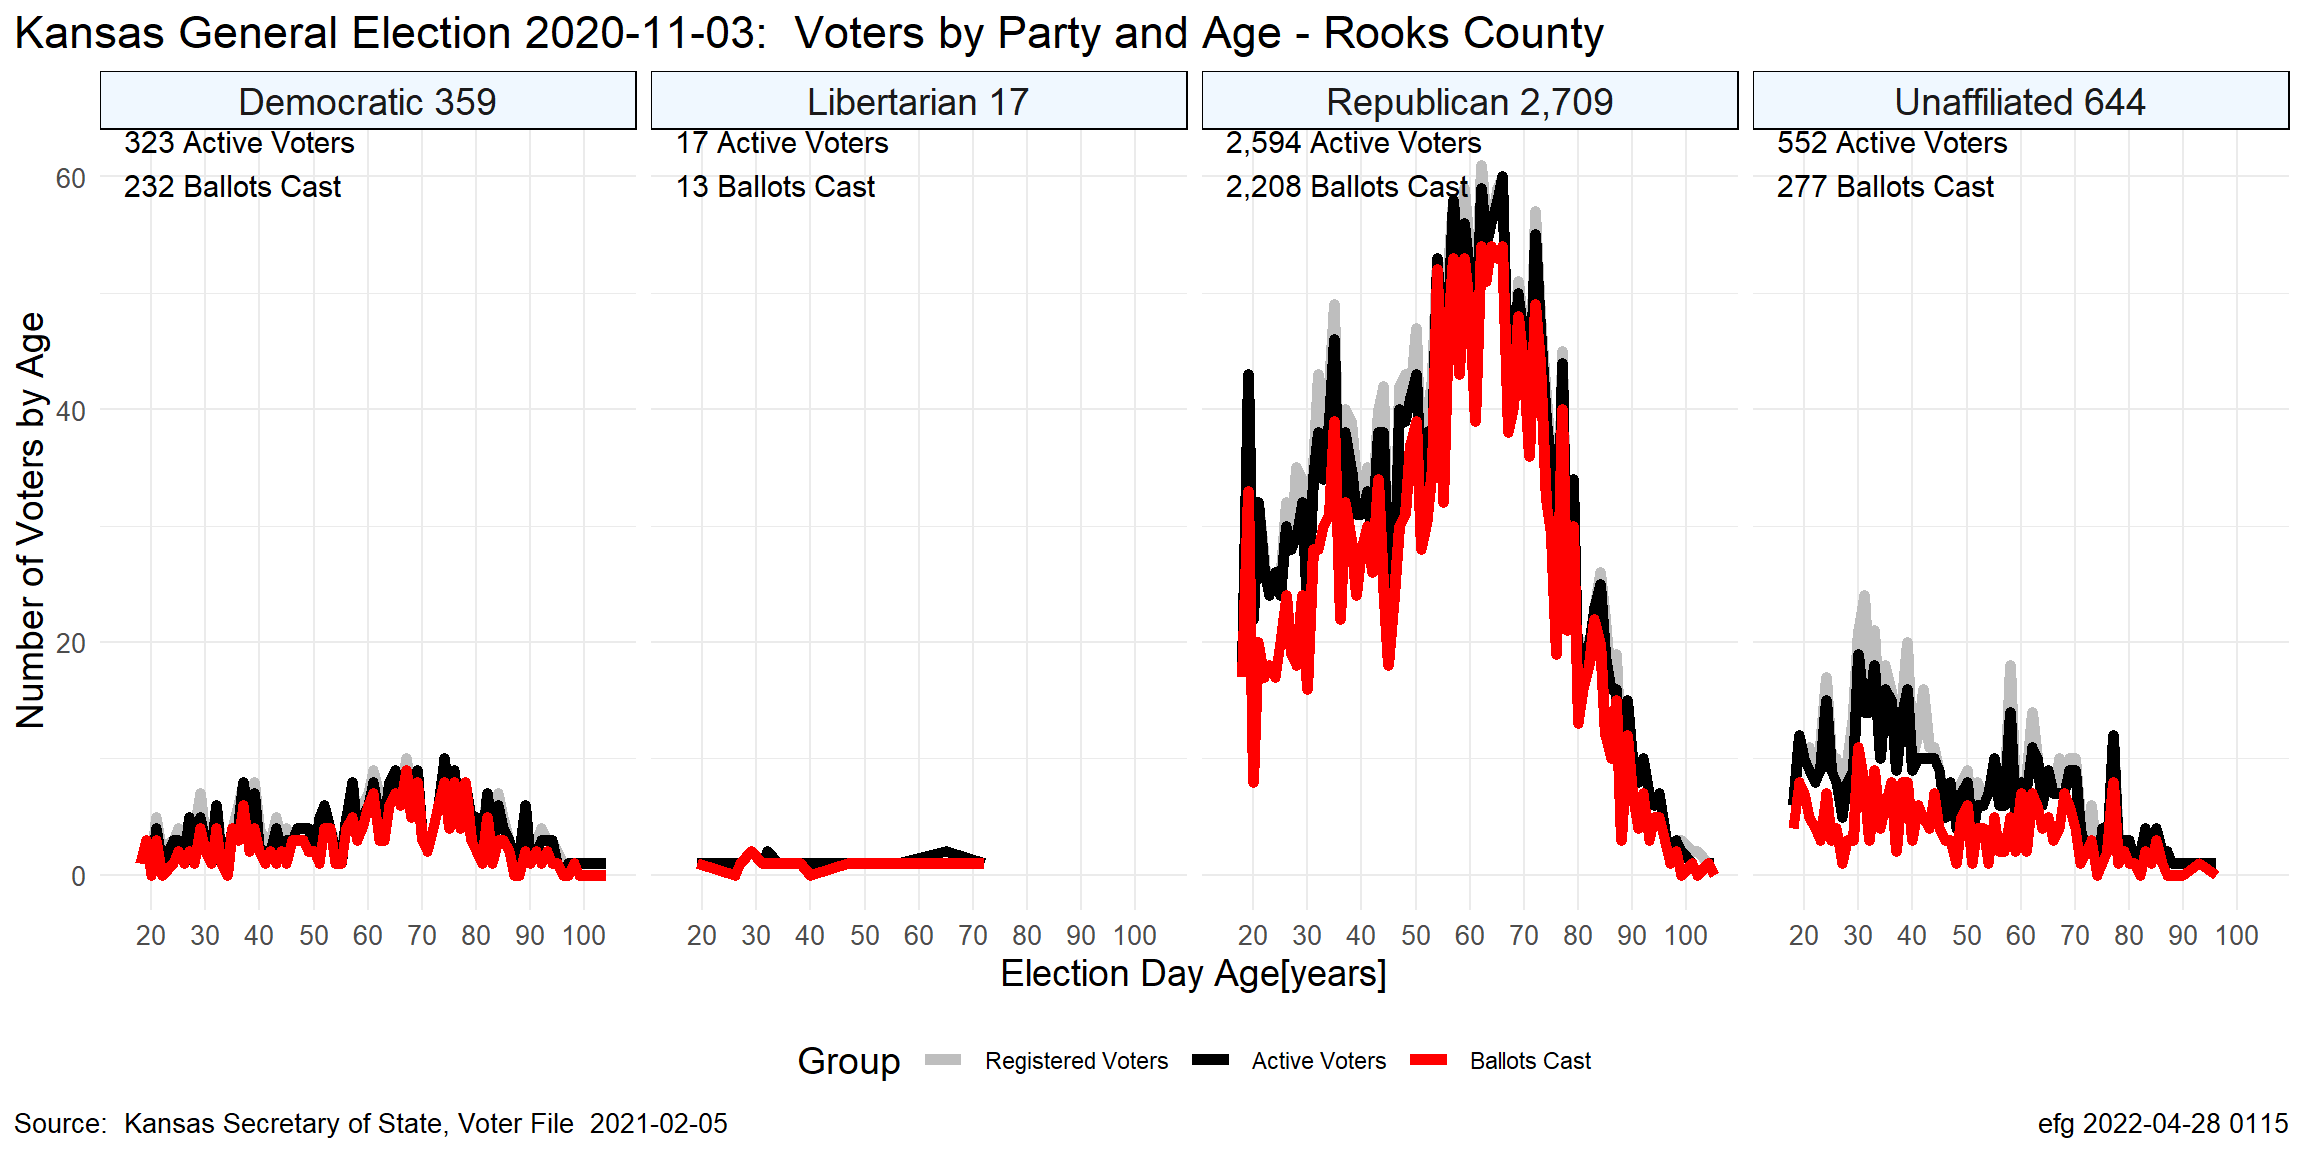 Kansas General Election 2020-11-03:  Voters by Party and Age - Rooks County
Democratic 359
Libertarian 17
Republican 2,709
Unaffiliated 644
323 Active Voters
232 Ballots Cast
17 Active Voters
13 Ballots Cast
2,594 Active Voters
2,208 Ballots Cast
552 Active Voters
277 Ballots Cast
Number of Voters by Age
60
40
20
0
20 30 40 50 60 70 80 90 100
20 30 40 50 60 70 80 90 100
20 30 40 50 60 70 80 90 100
20 30 40 50 60 70 80 90 100
Election Day Age[years]
Group Registered Voters Active Voters Ballots Cast
Source:  Kansas Secretary of State, Voter File  2021-02-05
efg 2022-04-28 0115